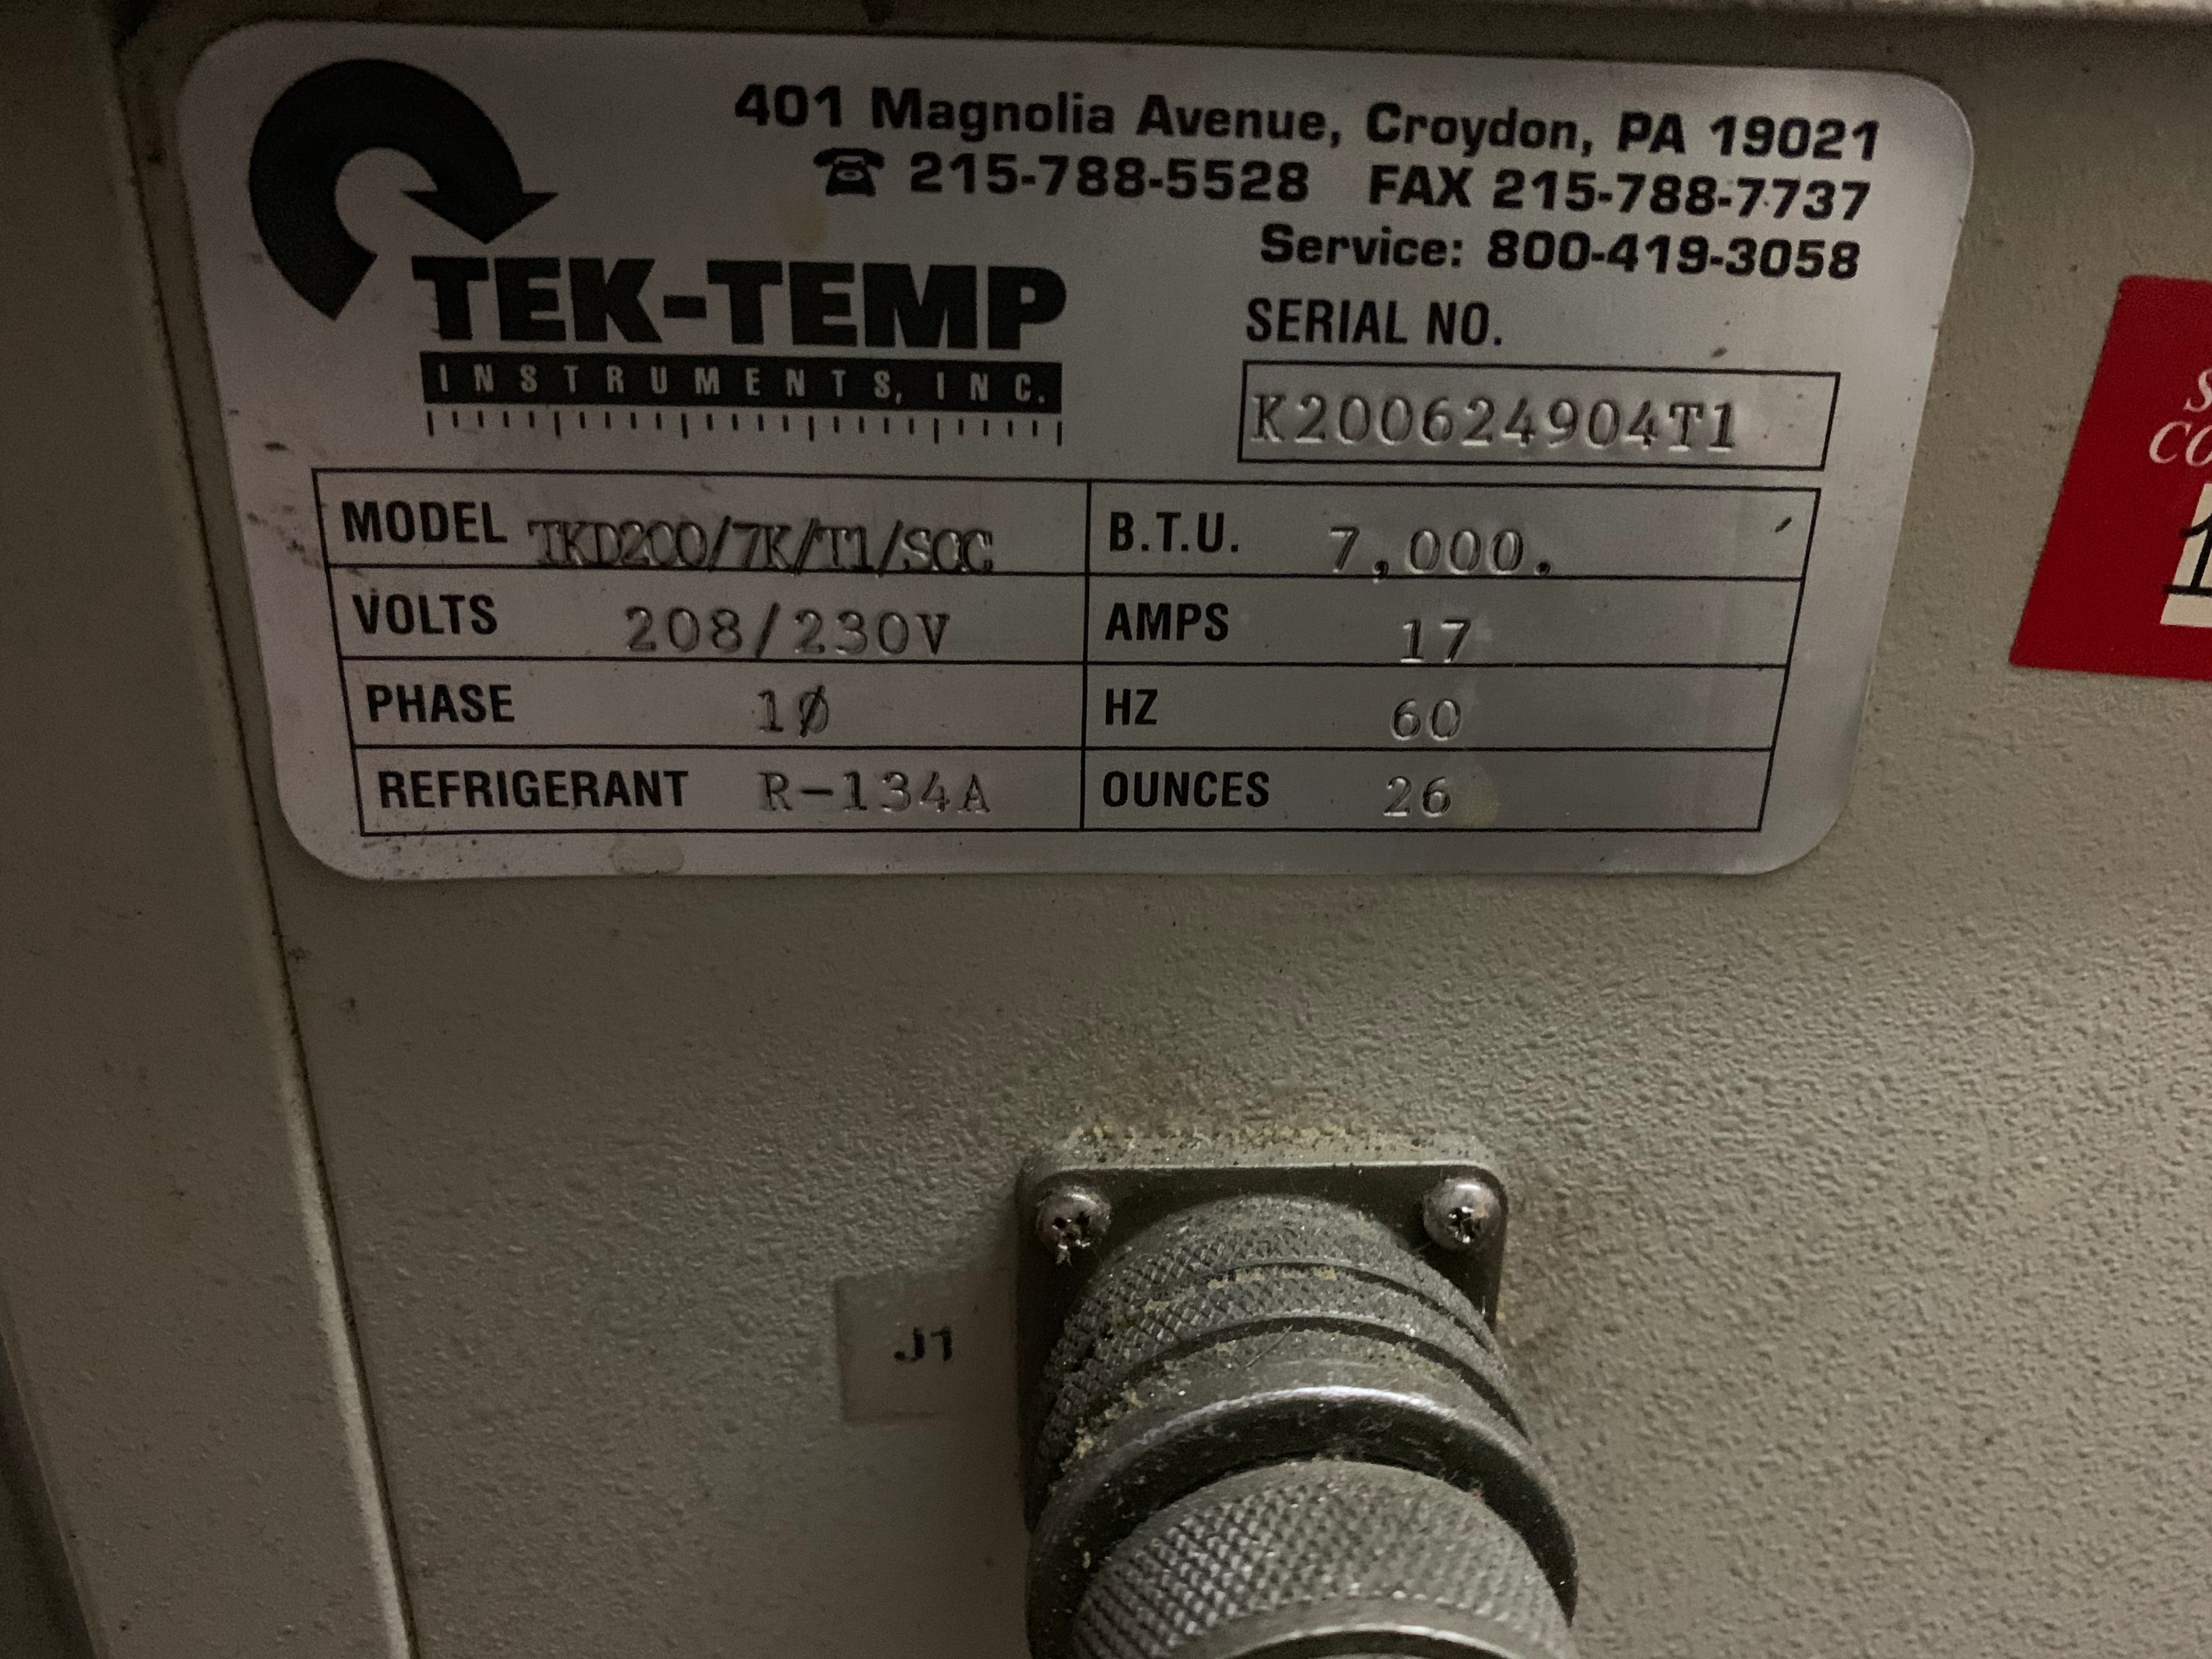 401 Magnolia Avenue, Croydon, PA 19021
☎ 215-788-5528 FAX 215-788-7737
Service: 800-419-3058
TEK-TEMP
INSTRUMENTS, INC.
SERIAL NO.
K200624904T1
MODEL TKD200/7K/T1/SCC B.T.U. 7,000.
VOLTS 208/230V AMPS 17
PHASE 1Ø HZ 60
REFRIGERANT R-134A OUNCES 26
J1